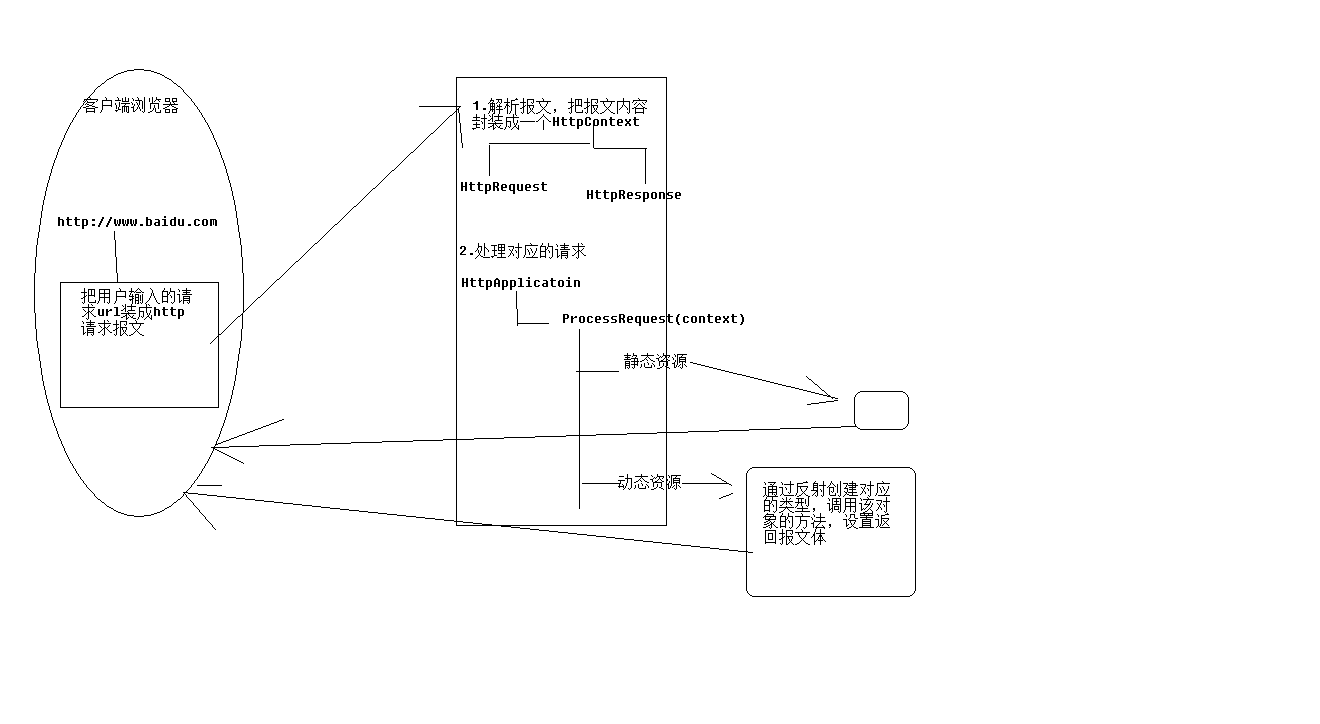 客户端浏览器
http://www.baidu.com
把用户输入的请
求url装成http
请求报文
1.解析报文，把报文内容
封装成一个HttpContext
HttpRequest
HttpResponse
2.处理对应的请求
HttpApplicatoin
ProcessRequest(context)
静态资源
动态资源
通过反射创建对应
的类型，调用该对
象的方法，设置返
回报文体